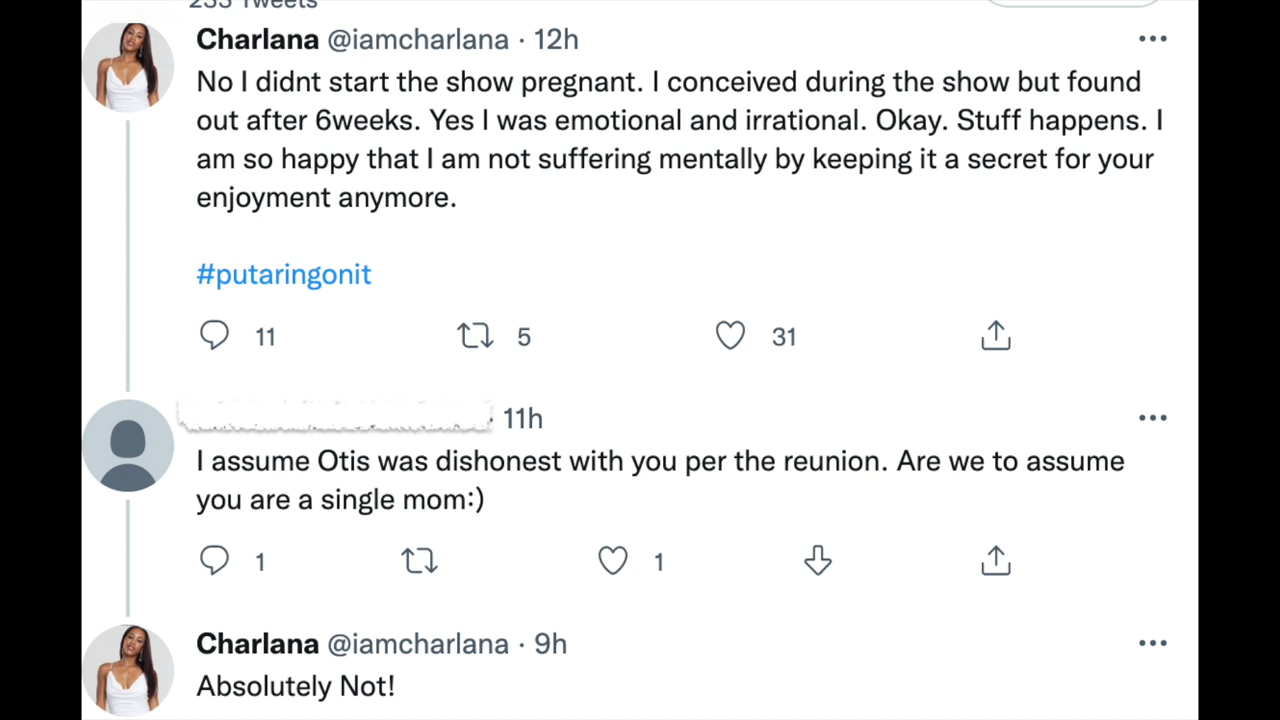 233 Tweets
Charlana @iamcharlana · 12h
No I didnt start the show pregnant. I conceived during the show but found
out after 6weeks. Yes I was emotional and irrational. Okay. Stuff happens. I
am so happy that I am not suffering mentally by keeping it a secret for your
enjoyment anymore.
#putaringonit
11 5 31
11h
I assume Otis was dishonest with you per the reunion. Are we to assume
you are a single mom:)
1 1
Charlana @iamcharlana · 9h
Absolutely Not!